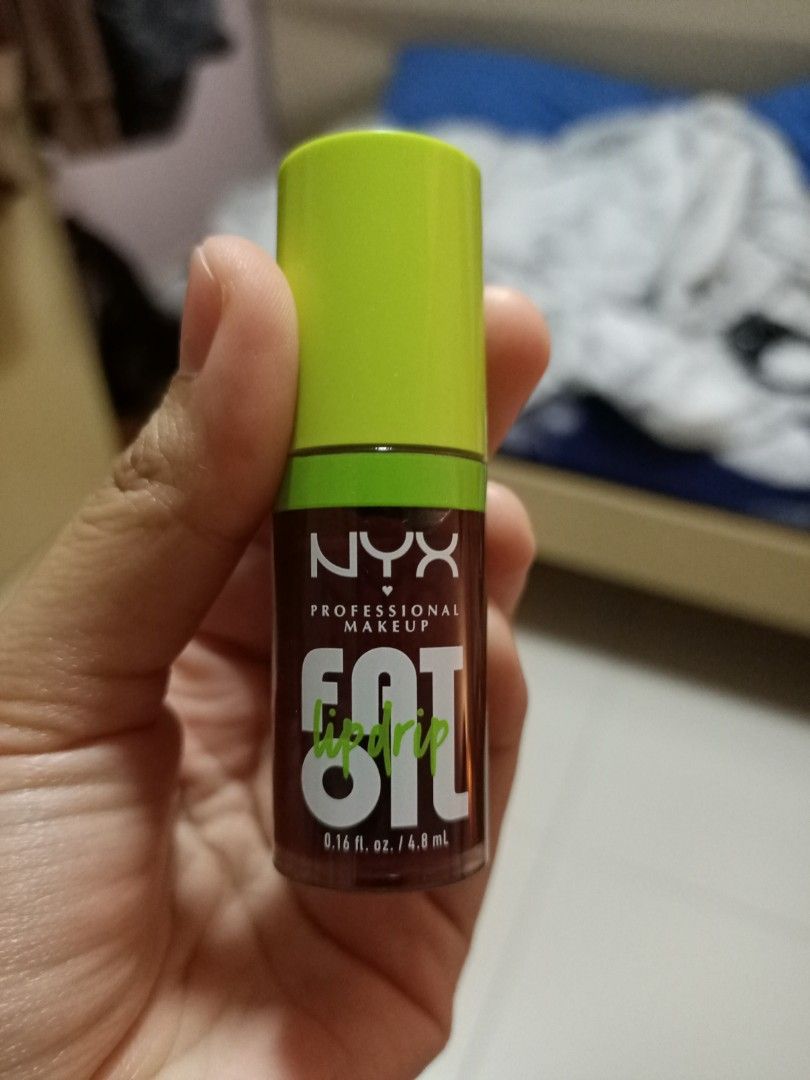 NYX
PROFESSIONAL
MAKEUP
FAT
lip drip
OIL
0.16 fl. oz. / 4.8 mL